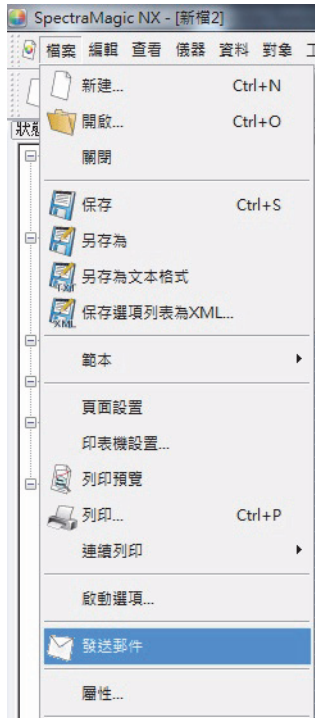 SpectraMagic NX - [新檔2]
檔案 編輯 查看 儀器 資料 對象
新建... Ctrl+N
開啟... Ctrl+O
關閉
保存 Ctrl+S
另存為
另存為文本格式
保存選項列表為XML...
範本
頁面設置
印表機設置...
列印預覽
列印... Ctrl+P
連續列印
啟動選項...
發送郵件
屬性...